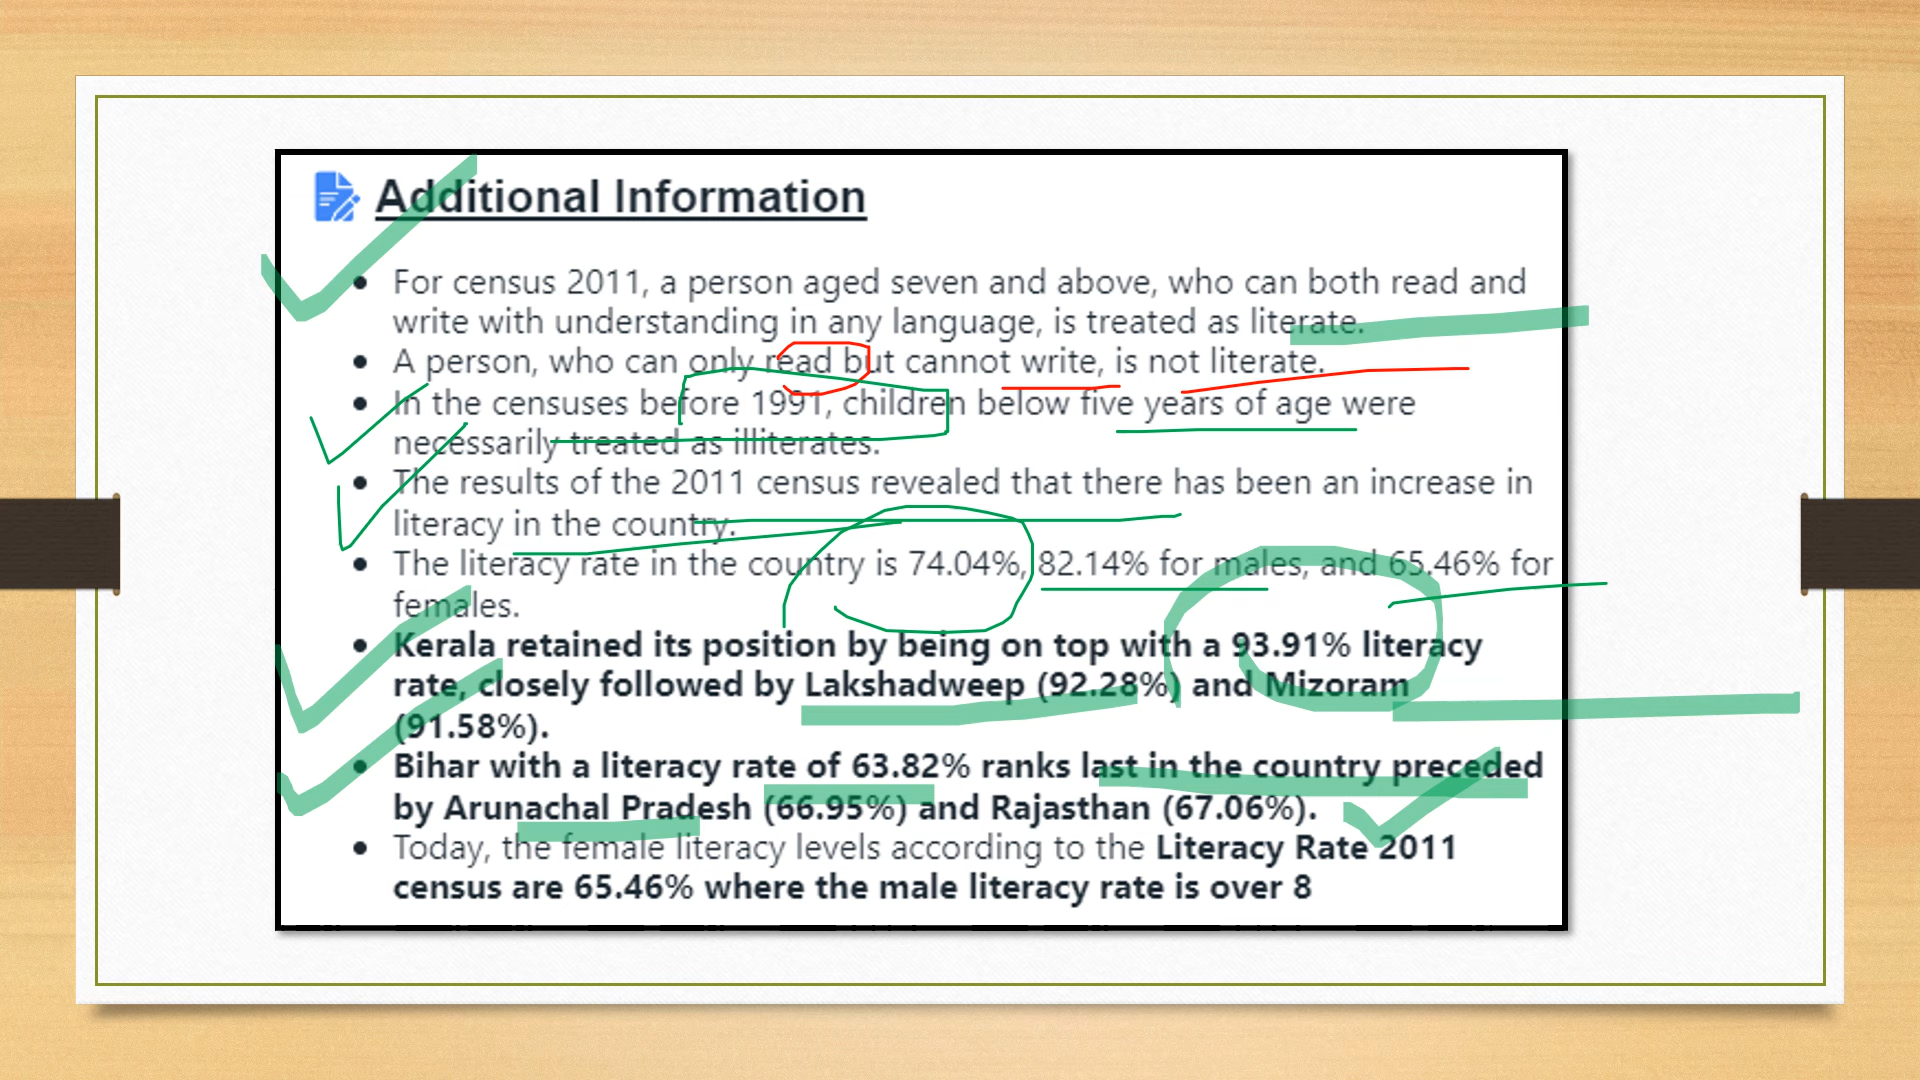 Additional Information
For census 2011, a person aged seven and above, who can both read and
write with understanding in any language, is treated as literate.
A person, who can only read but cannot write, is not literate.
In the censuses before 1991, children below five years of age were
necessarily treated as illiterates.
The results of the 2011 census revealed that there has been an increase in
literacy in the country.
The literacy rate in the country is 74.04%, 82.14% for males, and 65.46% for
females.
Kerala retained its position by being on top with a 93.91% literacy
rate, closely followed by Lakshadweep (92.28%) and Mizoram
(91.58%).
Bihar with a literacy rate of 63.82% ranks last in the country preceded
by Arunachal Pradesh (66.95%) and Rajasthan (67.06%).
Today, the female literacy levels according to the Literacy Rate 2011
census are 65.46% where the male literacy rate is over 8